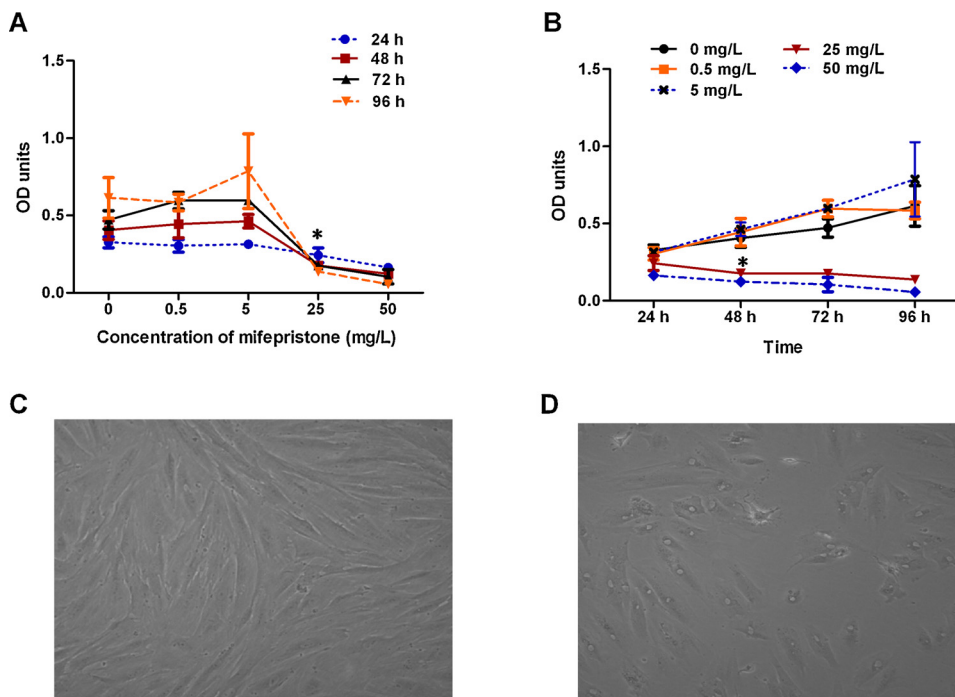 A
24 h
48 h
72 h
96 h
1.5
1.0
0.5
0.0
OD units
*
0 0.5 5 25 50
Concentration of mifepristone (mg/L)
B
0 mg/L 25 mg/L
0.5 mg/L 50 mg/L
5 mg/L
1.5
1.0
0.5
0.0
OD units
*
24 h 48 h 72 h 96 h
Time
C
D